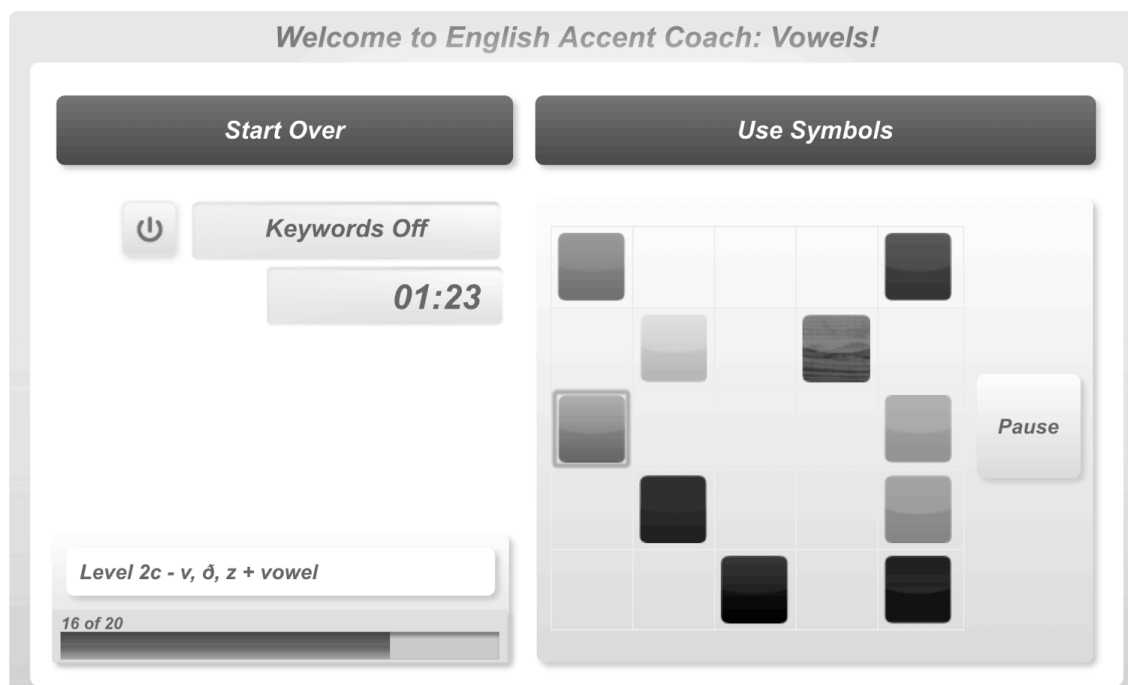 Welcome to English Accent Coach: Vowels!
Start Over
Use Symbols
Keywords Off
01:23
Pause
Level 2c - v, ð, z + vowel
16 of 20